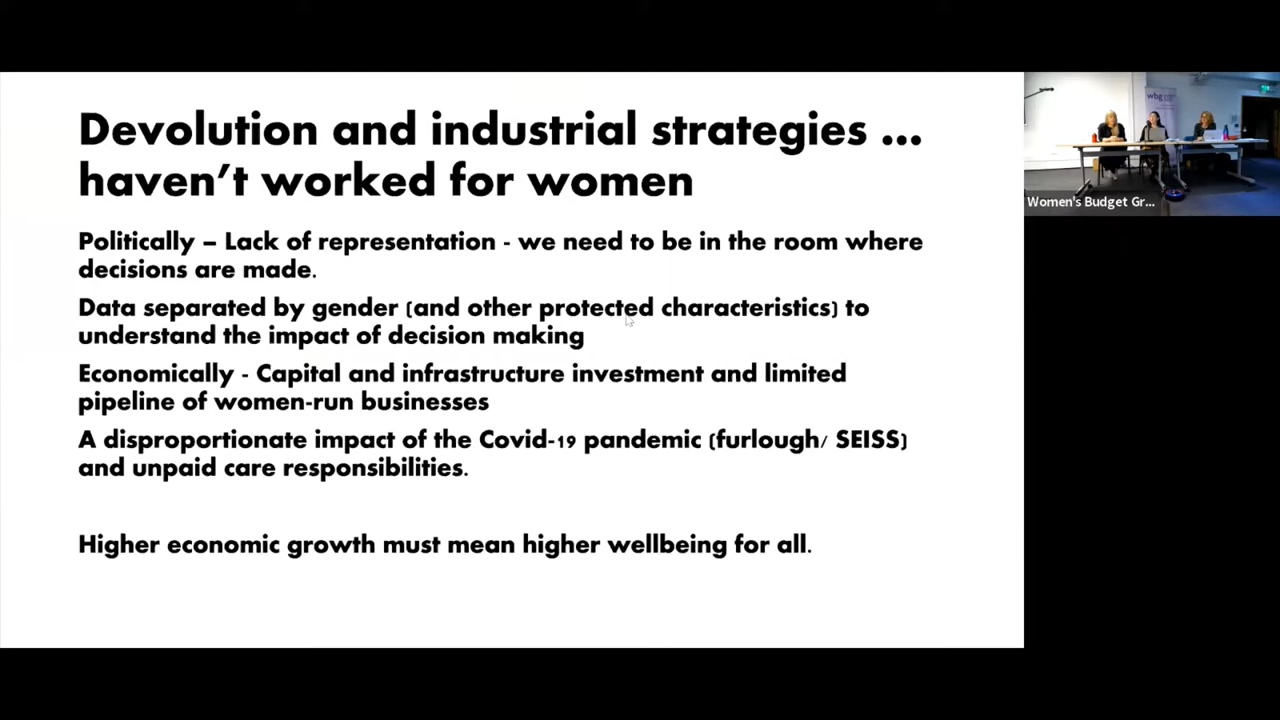 Devolution and industrial strategies ...
haven't worked for women
Politically – Lack of representation - we need to be in the room where
decisions are made.
Data separated by gender (and other protected characteristics) to
understand the impact of decision making
Economically - Capital and infrastructure investment and limited
pipeline of women-run businesses
A disproportionate impact of the Covid-19 pandemic (furlough/ SEISS)
and unpaid care responsibilities.
Higher economic growth must mean higher wellbeing for all.
wbg
Women's Budget Gr...